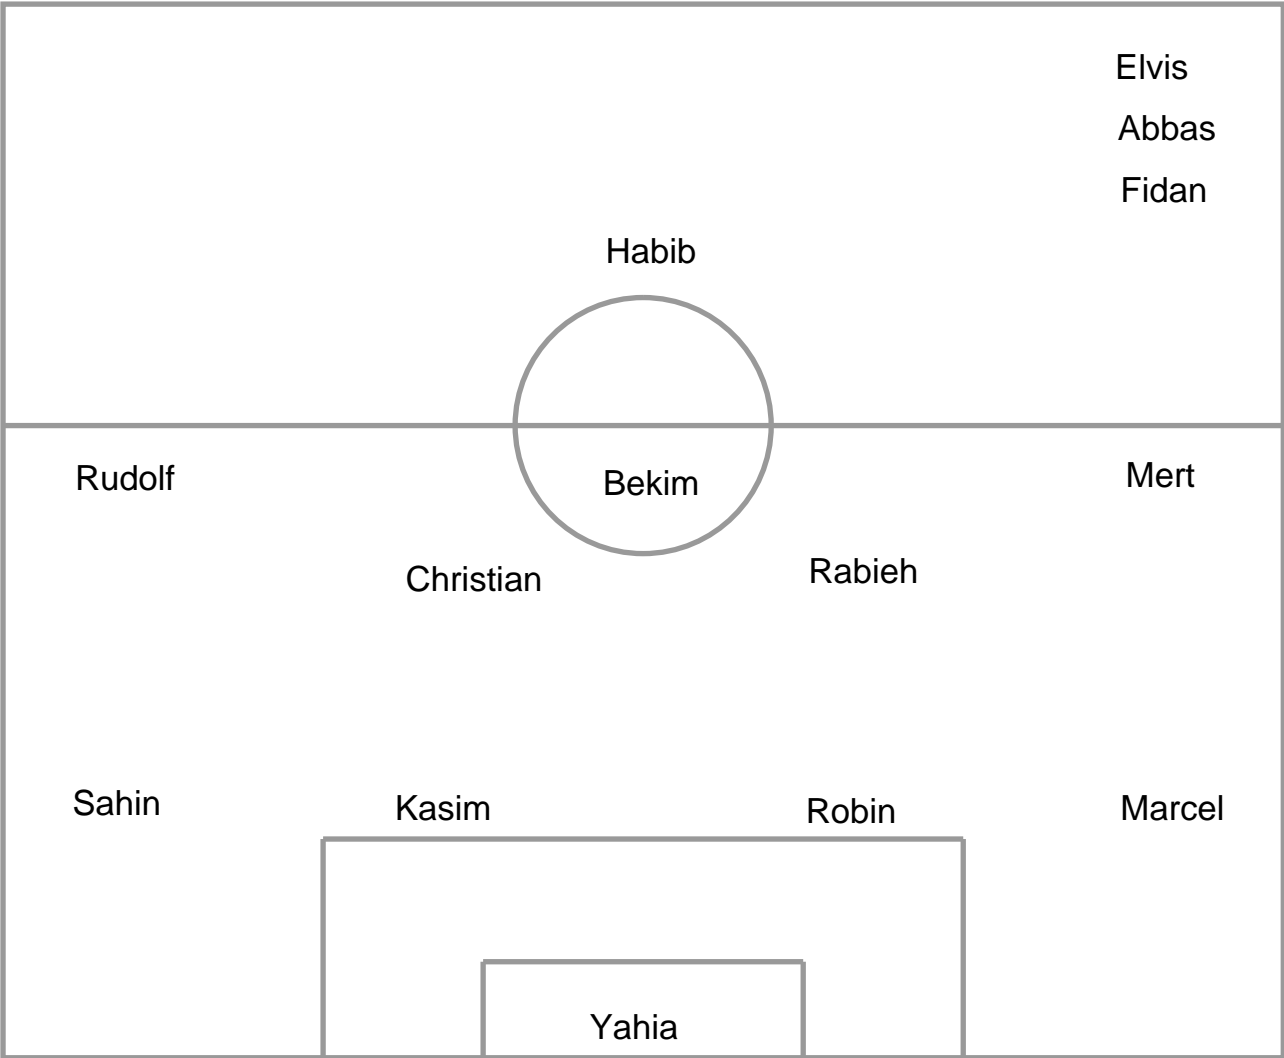 Elvis
Abbas
Fidan
Habib
Rudolf
Bekim
Mert
Christian
Rabieh
Sahin
Kasim
Robin
Marcel
Yahia